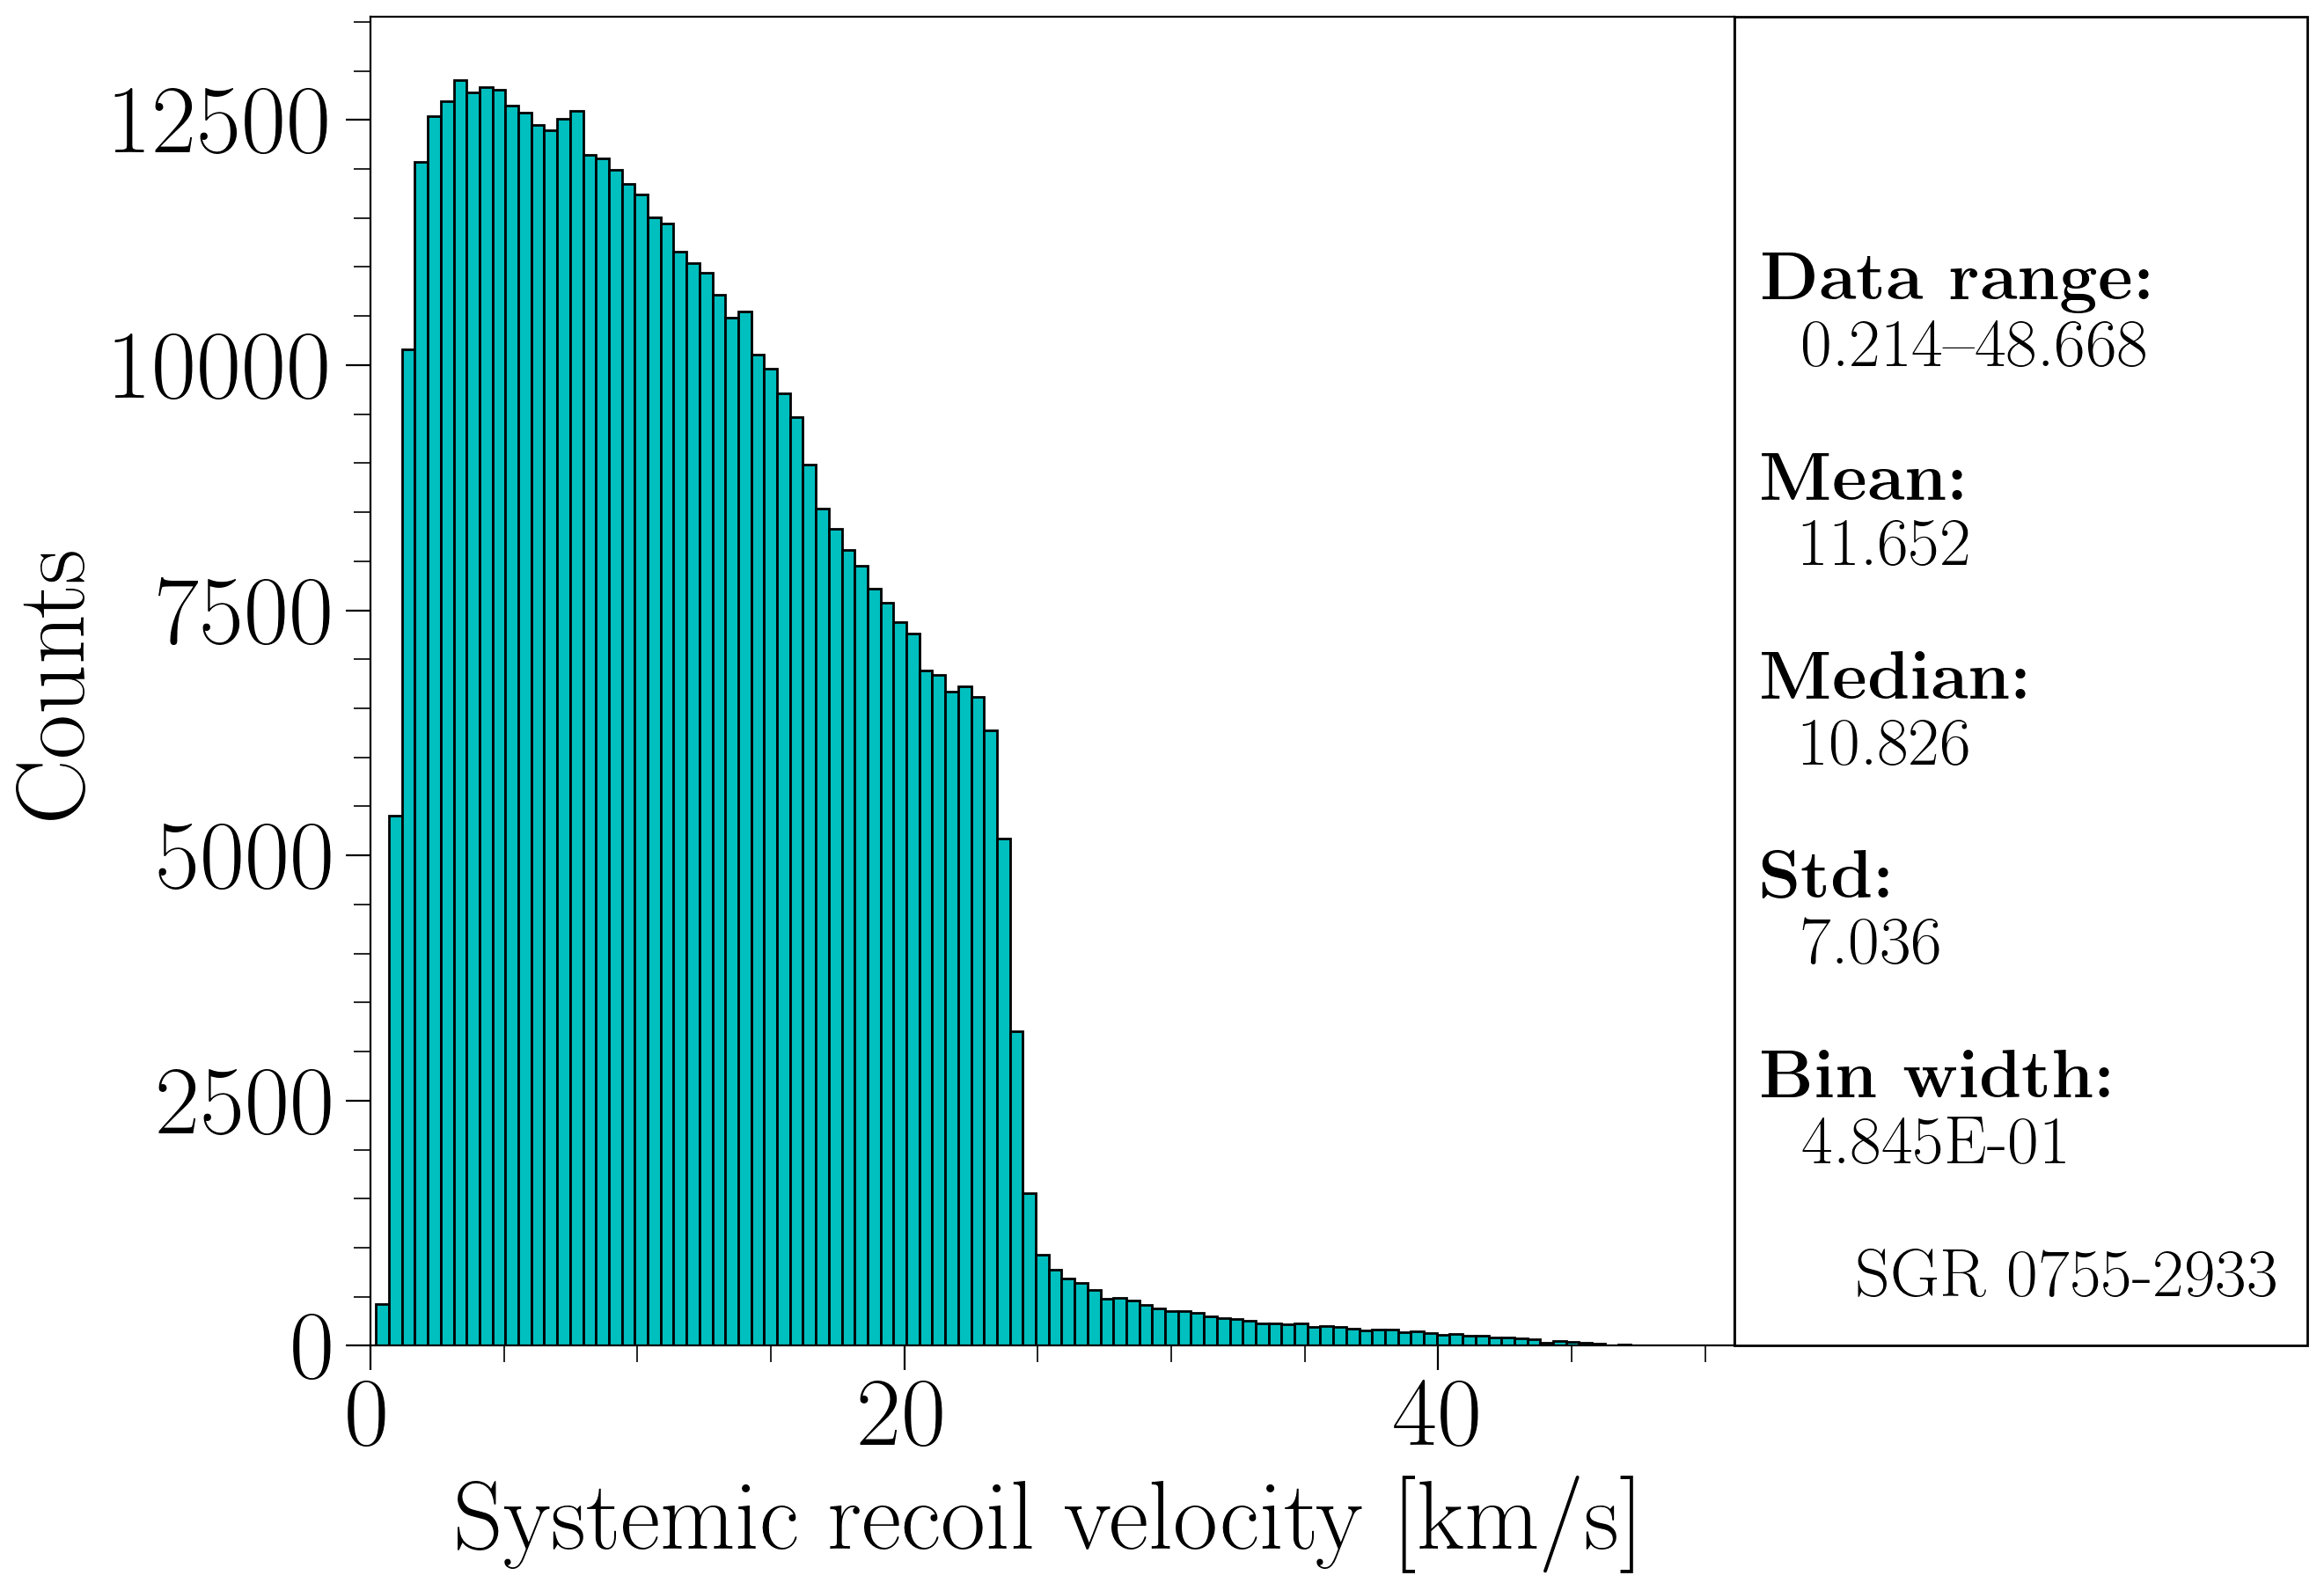 12500
10000
7500
5000
2500
0
Counts
0 20 40
Systemic recoil velocity [km/s]
Data range:
0.214–48.668
Mean:
11.652
Median:
10.826
Std:
7.036
Bin width:
4.845E-01
SGR 0755-2933